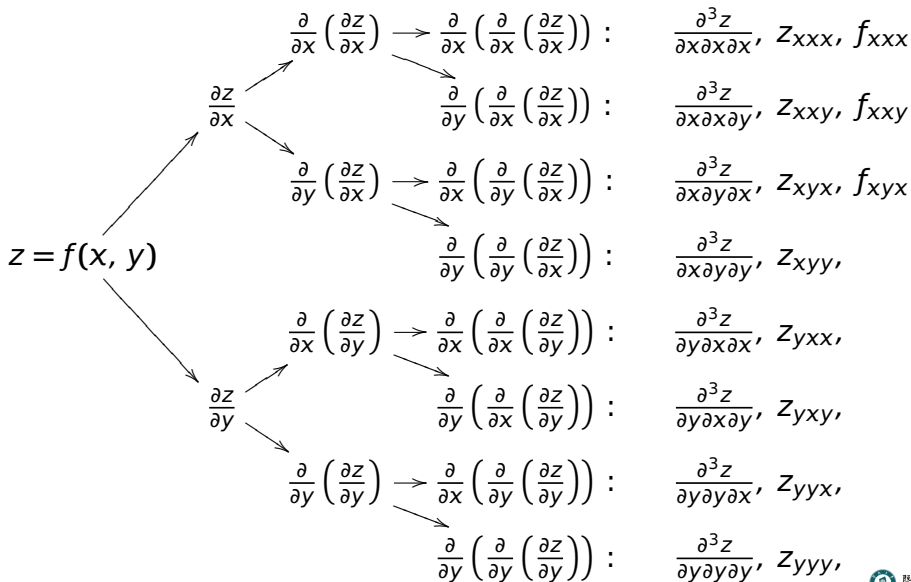 ∂/∂x (∂z/∂x) → ∂/∂x (∂/∂x (∂z/∂x)) : ∂³z/∂x∂x∂x, z_xxx, f_xxx
∂z/∂x ∂/∂y (∂/∂x (∂z/∂x)) : ∂³z/∂x∂x∂y, z_xxy, f_xxy
∂/∂y (∂z/∂x) → ∂/∂x (∂/∂y (∂z/∂x)) : ∂³z/∂x∂y∂x, z_xyx, f_xyx
z = f(x, y) ∂/∂y (∂/∂y (∂z/∂x)) : ∂³z/∂x∂y∂y, z_xyy,
∂/∂x (∂z/∂y) → ∂/∂x (∂/∂x (∂z/∂y)) : ∂³z/∂y∂x∂x, z_yxx,
∂z/∂y ∂/∂y (∂/∂x (∂z/∂y)) : ∂³z/∂y∂x∂y, z_yxy,
∂/∂y (∂z/∂y) → ∂/∂x (∂/∂y (∂z/∂y)) : ∂³z/∂y∂y∂x, z_yyx,
∂/∂y (∂/∂y (∂z/∂y)) : ∂³z/∂y∂y∂y, z_yyy,